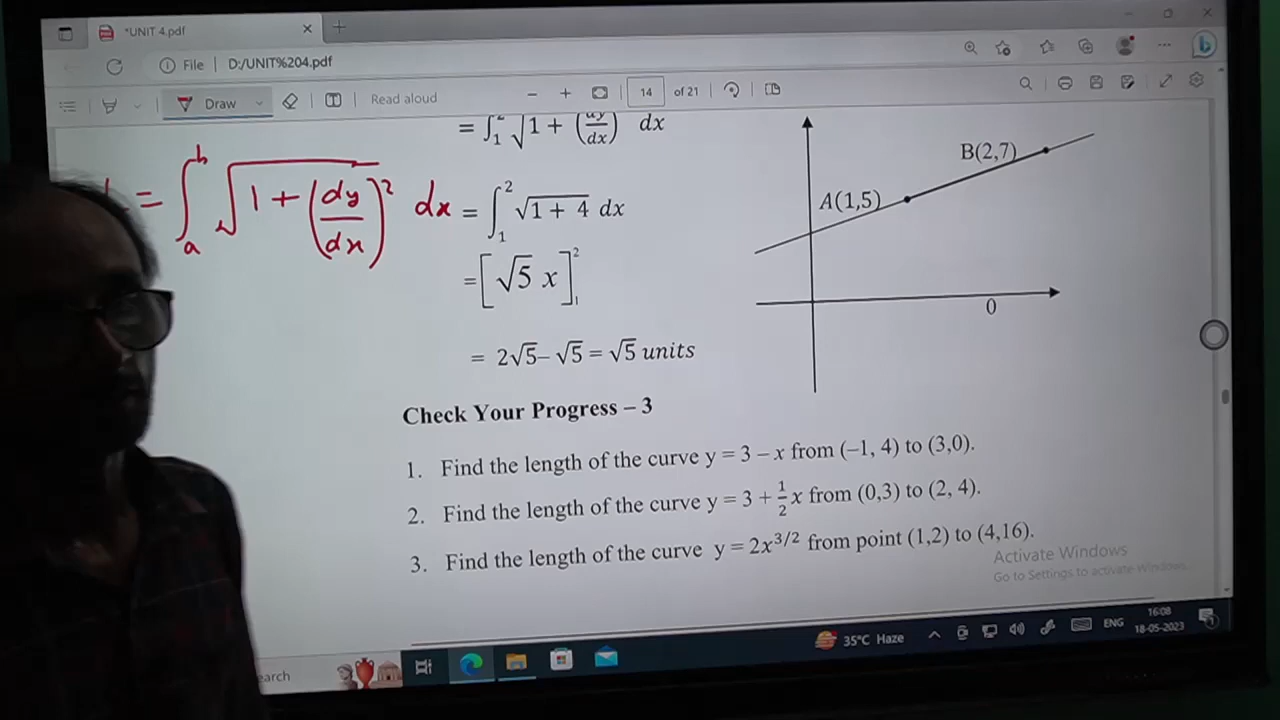 *UNIT 4.pdf
File | D:/UNIT%204.pdf
Draw Read aloud 14 of 21
= ∫₁² √1 + (dy/dx) dx
= ∫ₐᵇ √(1 + (dy/dx)²) dx
= ∫₁² √(1 + 4) dx
= [√5 x]₁²
= 2√5– √5 = √5 units
B(2,7)
A(1,5)
0
Check Your Progress – 3
1. Find the length of the curve y = 3 – x from (–1, 4) to (3,0).
2. Find the length of the curve y = 3 + ½x from (0,3) to (2, 4).
3. Find the length of the curve y = 2x^3/2 from point (1,2) to (4,16).
Activate Windows
Go to Settings to activate Windows.
earch
35°C Haze
ENG
16:08
18-05-2023